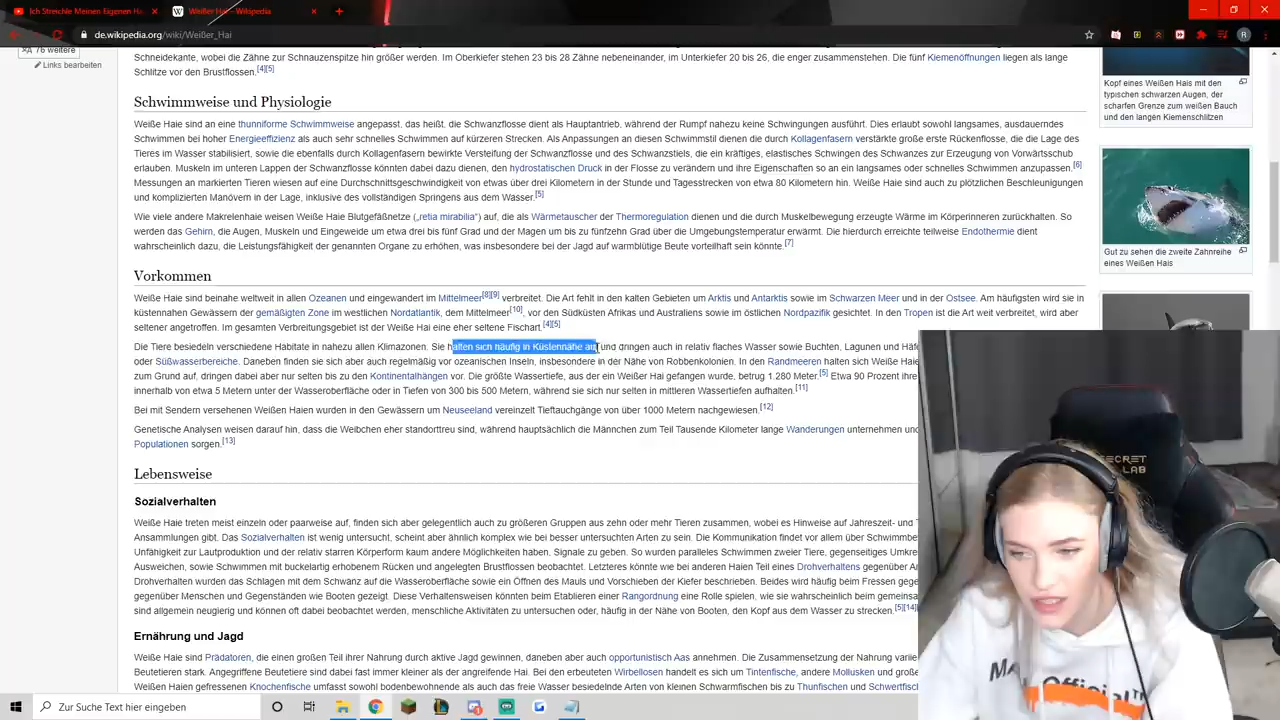 Ich Streichle Meinen Eigenen H
Weißer Hai – Wikipedia
de.wikipedia.org/wiki/Weißer_Hai
R
76 weitere
Links bearbeiten
Schneidekante, wobei die Zähne zur Schnauzenspitze hin größer werden. Im Oberkiefer stehen 23 bis 28 Zähne nebeneinander, im Unterkiefer 20 bis 26, die enger zusammenstehen. Die fünf Kiemenöffnungen liegen als lange
Schlitze vor den Brustflossen.[4][5]
Schwimmweise und Physiologie
Weiße Haie sind an eine thunniforme Schwimmweise angepasst, das heißt, die Schwanzflosse dient als Hauptantrieb, während der Rumpf nahezu keine Schwingungen ausführt. Dies erlaubt sowohl langsames, ausdauerndes
Schwimmen bei hoher Energieeffizienz als auch sehr schnelles Schwimmen auf kürzeren Strecken. Als Anpassungen an diesen Schwimmstil dienen die durch Kollagenfasern verstärkte große erste Rückenflosse, die die Lage des
Tieres im Wasser stabilisiert, sowie die ebenfalls durch Kollagenfasern bewirkte Versteifung der Schwanzflosse und des Schwanzstiels, die ein kräftiges, elastisches Schwingen des Schwanzes zur Erzeugung von Vorwärtsschub
erlauben. Muskeln im unteren Lappen der Schwanzflosse könnten dabei dazu dienen, den hydrostatischen Druck in der Flosse zu verändern und ihre Eigenschaften so an ein langsames oder schnelles Schwimmen anzupassen.[6]
Messungen an markierten Tieren wiesen auf eine Durchschnittsgeschwindigkeit von etwas über drei Kilometern in der Stunde und Tagesstrecken von etwa 80 Kilometern hin. Weiße Haie sind auch zu plötzlichen Beschleunigungen
und komplizierten Manövern in der Lage, inklusive des vollständigen Springens aus dem Wasser.[5]
Wie viele andere Makrelenhaie weisen Weiße Haie Blutgefäßnetze („retia mirabilia“) auf, die als Wärmetauscher der Thermoregulation dienen und die durch Muskelbewegung erzeugte Wärme im Körperinneren zurückhalten. So
werden das Gehirn, die Augen, Muskeln und Eingeweide um etwa drei bis fünf Grad und der Magen um bis zu fünfzehn Grad über die Umgebungstemperatur erwärmt. Die hierdurch erreichte teilweise Endothermie dient
wahrscheinlich dazu, die Leistungsfähigkeit der genannten Organe zu erhöhen, was insbesondere bei der Jagd auf warmblütige Beute vorteilhaft sein könnte.[7]
Kopf eines Weißen Hais mit den
typischen schwarzen Augen, der
scharfen Grenze zum weißen Bauch
und den langen Kiemenschlitzen
Gut zu sehen die zweite Zahnreihe
eines Weißen Hais
Vorkommen
Weiße Haie sind beinahe weltweit in allen Ozeanen und eingewandert im Mittelmeer[8][9] verbreitet. Die Art fehlt in den kalten Gebieten um Arktis und Antarktis sowie im Schwarzen Meer und in der Ostsee. Am häufigsten wird sie in
küstennahen Gewässern der gemäßigten Zone im westlichen Nordatlantik, dem Mittelmeer[10], vor den Südküsten Afrikas und Australiens sowie im östlichen Nordpazifik gesichtet. In den Tropen ist die Art weit verbreitet, wird aber
seltener angetroffen. Im gesamten Verbreitungsgebiet ist der Weiße Hai eine eher seltene Fischart.[4][5]
Die Tiere besiedeln verschiedene Habitate in nahezu allen Klimazonen. Sie halten sich häufig in Küstennähe auf und dringen auch in relativ flaches Wasser sowie Buchten, Lagunen und Häfe
oder Süßwasserbereiche. Daneben finden sie sich aber auch regelmäßig vor ozeanischen Inseln, insbesondere in der Nähe von Robbenkolonien. In den Randmeeren halten sich Weiße Haie
zum Grund auf, dringen dabei aber nur selten bis zu den Kontinentalhängen vor. Die größte Wassertiefe, aus der ein Weißer Hai gefangen wurde, betrug 1.280 Meter.[5] Etwa 90 Prozent ihre
innerhalb von etwa 5 Metern unter der Wasseroberfläche oder in Tiefen von 300 bis 500 Metern, während sie sich nur selten in mittleren Wassertiefen aufhalten.[11]
Bei mit Sendern versehenen Weißen Haien wurden in den Gewässern um Neuseeland vereinzelt Tieftauchgänge von über 1000 Metern nachgewiesen.[12]
Genetische Analysen weisen darauf hin, dass die Weibchen eher standorttreu sind, während hauptsächlich die Männchen zum Teil Tausende Kilometer lange Wanderungen unternehmen und
Populationen sorgen.[13]
Lebensweise
Sozialverhalten
Weiße Haie treten meist einzeln oder paarweise auf, finden sich aber gelegentlich auch zu größeren Gruppen aus zehn oder mehr Tieren zusammen, wobei es Hinweise auf Jahreszeit- und
Ansammlungen gibt. Das Sozialverhalten ist wenig untersucht, scheint aber ähnlich komplex wie bei besser untersuchten Arten zu sein. Die Kommunikation findet vor allem über Schwimmbe
Unfähigkeit zur Lautproduktion und der relativ starren Körperform kaum andere Möglichkeiten haben, Signale zu geben. So wurden paralleles Schwimmen zweier Tiere, gegenseitiges Umkre
Ausweichen, sowie Schwimmen mit buckelartig erhobenem Rücken und angelegten Brustflossen beobachtet. Letzteres könnte wie bei anderen Haien Teil eines Drohverhaltens gegenüber
Drohverhalten wurden das Schlagen mit dem Schwanz auf die Wasseroberfläche sowie ein Öffnen des Mauls und Vorschieben der Kiefer beschrieben. Beides wird häufig beim Fressen gege
gegenüber Menschen und Gegenständen wie Booten gezeigt. Diese Verhaltensweisen könnten beim Etablieren einer Rangordnung eine Rolle spielen, wie sie wahrscheinlich beim gemeinsa
sind allgemein neugierig und können oft dabei beobachtet werden, menschliche Aktivitäten zu untersuchen oder, häufig in der Nähe von Booten, den Kopf aus dem Wasser zu strecken.[5][14]
Ernährung und Jagd
Weiße Haie sind Prädatoren, die einen großen Teil ihrer Nahrung durch aktive Jagd gewinnen, daneben aber auch opportunistisch Aas annehmen. Die Zusammensetzung der Nahrung variie
Beutetieren stark. Angegriffene Beutetiere sind dabei fast immer kleiner als der angreifende Hai. Bei den erbeuteten Wirbellosen handelt es sich um Tintenfische, andere Mollusken und große
Weißen Haien gefressenen Knochenfische umfasst sowohl bodenbewohnende als auch das freie Wasser besiedelnde Arten von kleinen Schwarmfischen bis zu Thunfischen und Schwertfisc
SECRET
LAB
Official
Zur Suche Text hier eingeben